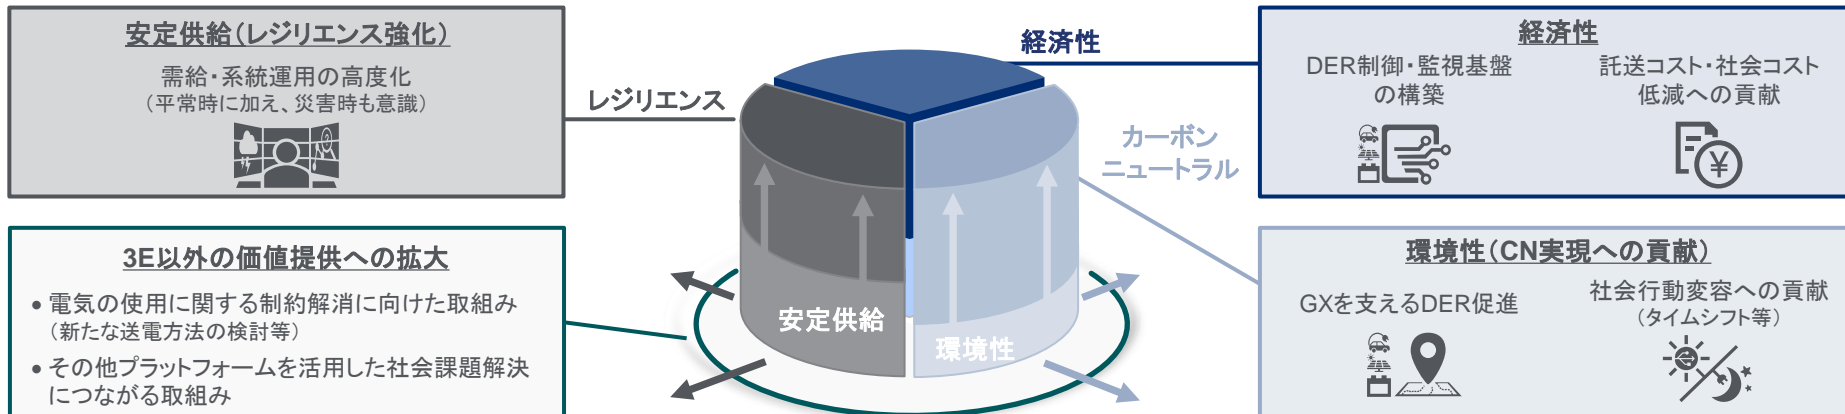 安定供給(レジリエンス強化)
需給・系統運用の高度化
(平常時に加え、災害時も意識)
3E以外の価値提供への拡大
• 電気の使用に関する制約解消に向けた取組み
(新たな送電方法の検討等)
• その他プラットフォームを活用した社会課題解決
につながる取組み
レジリエンス
経済性
カーボン
ニュートラル
安定供給
環境性
経済性
DER制御・監視基盤
の構築
託送コスト・社会コスト
低減への貢献
¥
環境性(CN実現への貢献)
GXを支えるDER促進
社会行動変容への貢献
(タイムシフト等)